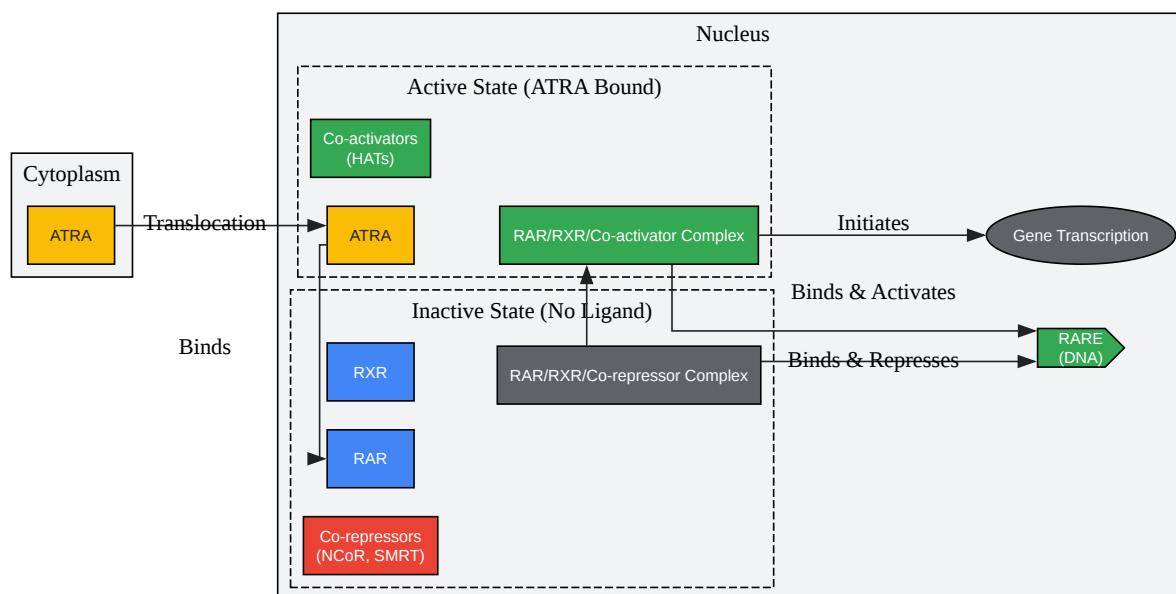 Nucleus
Active State (ATRA Bound)
Co-activators
(HATs)
Cytoplasm
ATRA
Translocation
ATRA
RAR/RXR/Co-activator Complex
Initiates
Gene Transcription
Binds & Activates
Inactive State (No Ligand)
Binds
RXR
RAR/RXR/Co-repressor Complex
Binds & Represses
RARE
(DNA)
RAR
Co-repressors
(NCoR, SMRT)